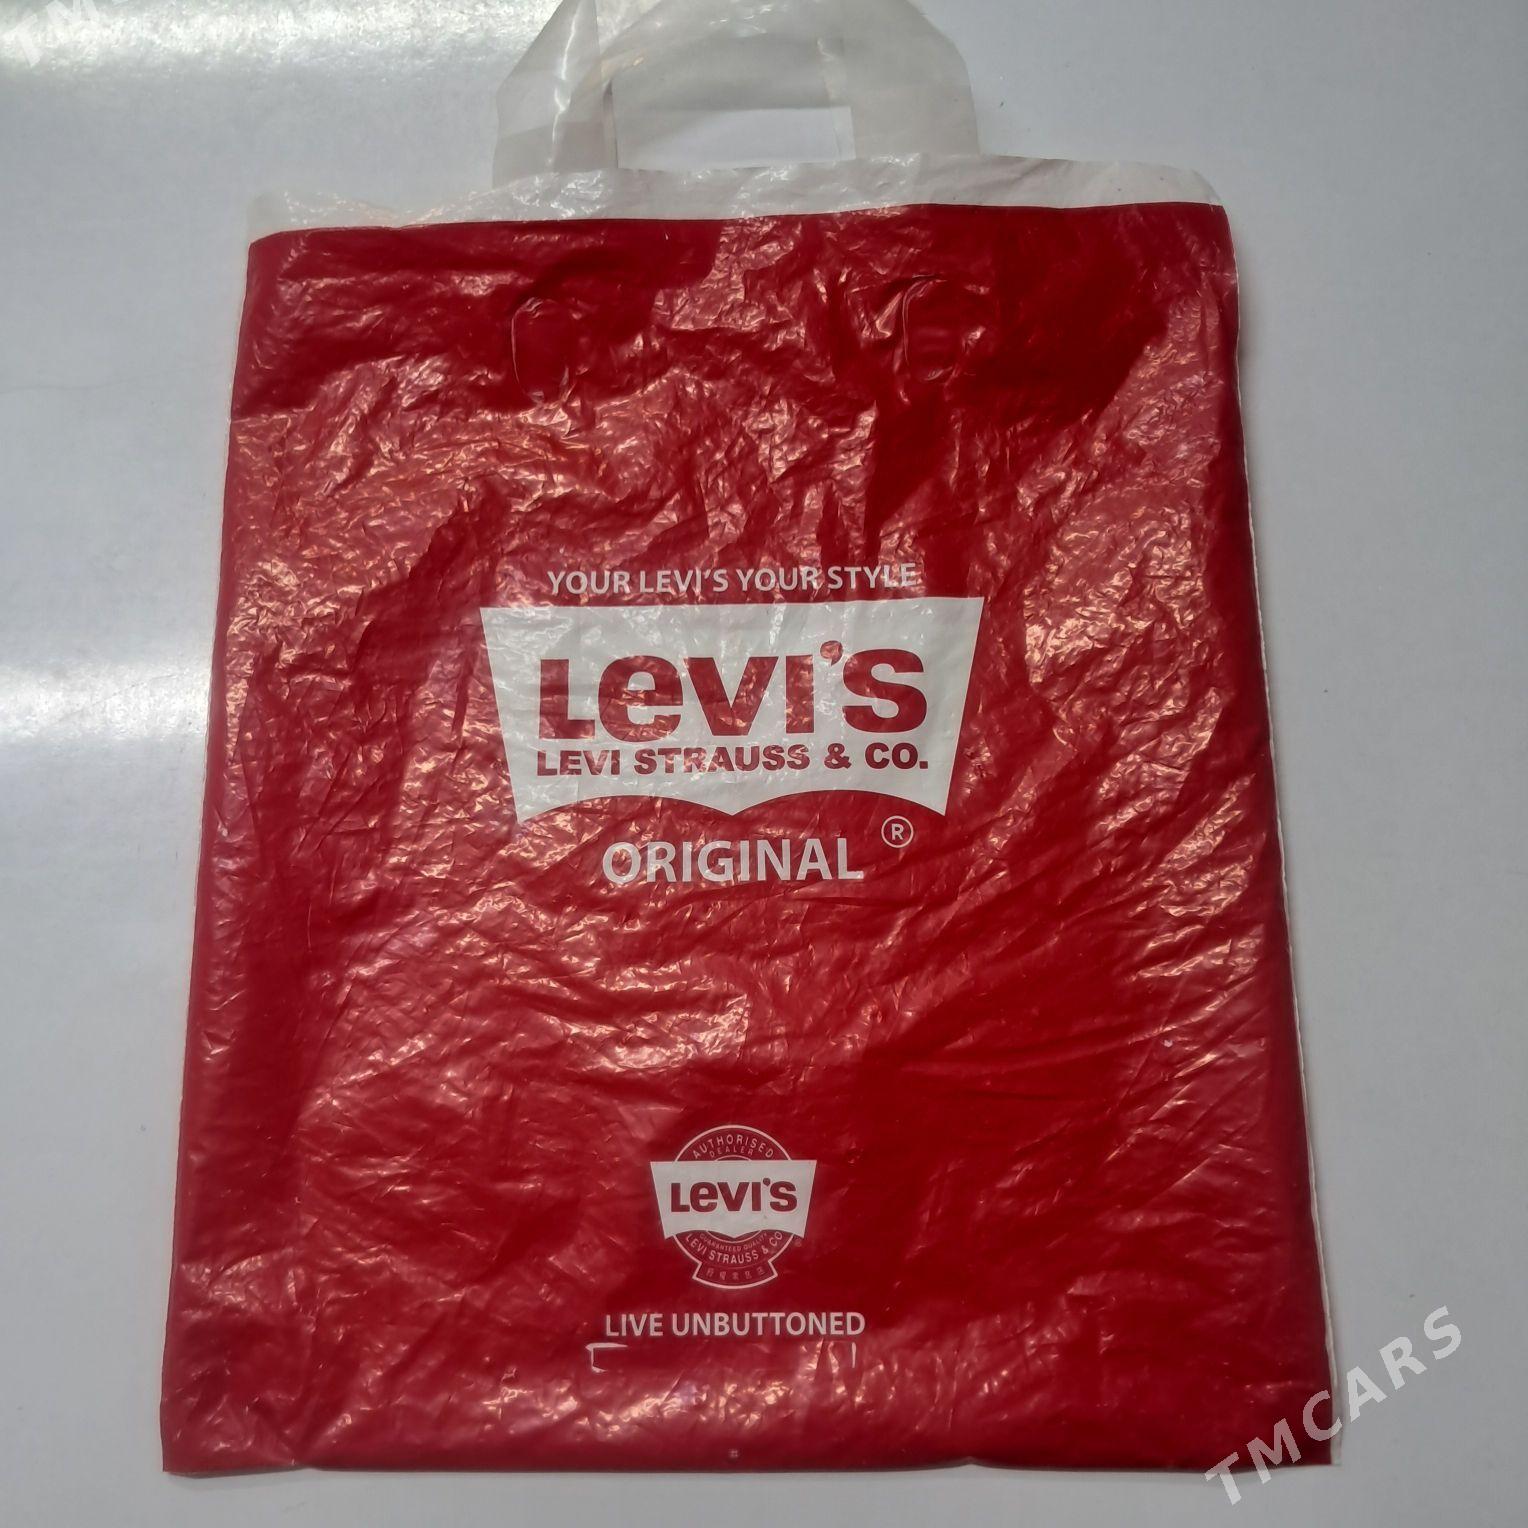 YOUR LEVI'S YOUR STYLE
LEVI'S
LEVI STRAUSS & CO.
®
ORIGINAL
AUTHORISED
DEALER
LEVI'S
GUARANTEED QUALITY
LEVI STRAUSS & CO
LIVE UNBUTTONED
TMCARS